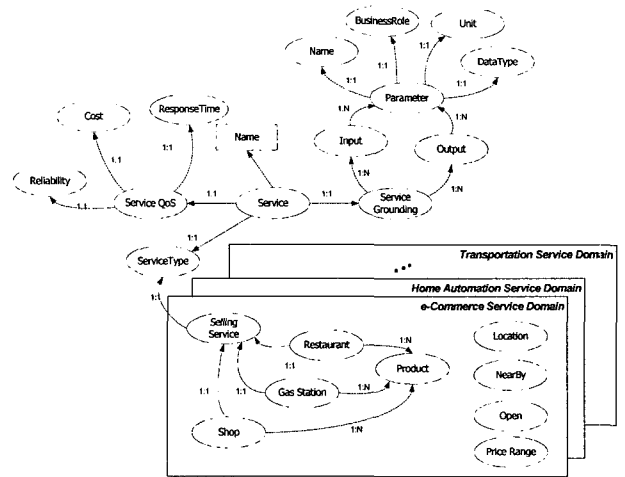 BusinessRole
Unit
Name
1:1
1:1
DataType
1:1
1:1
Parameter
Cost
ResponseTime
Name
1:N
1:N
Input
Output
1:1
1:1
Reliability
1:N
1:N
1:1
Service QoS
1:1
Service
1:1
Service
Grounding
1:1
ServiceType
1:1
Transportation Service Domain
...
Home Automation Service Domain
e-Commerce Service Domain
Selling
Service
Restaurant
1:N
Location
1:1
Product
NearBy
1:1
1:1
Gas Station
1:N
Open
Shop
1:N
Price Range